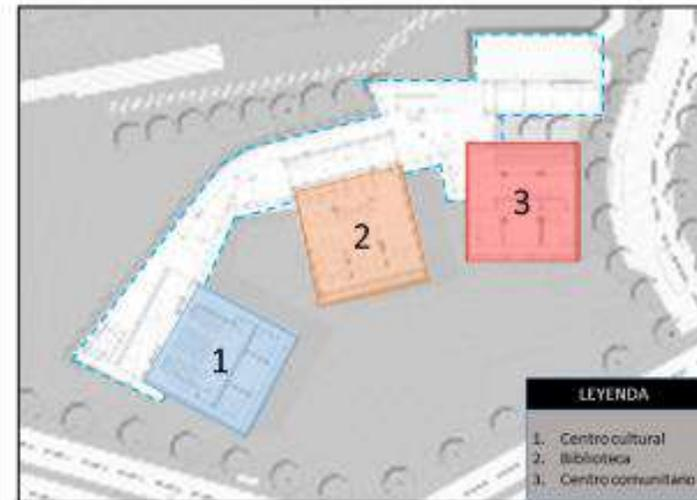 3
2
1
LEYENDA
1. Centro cultural
2. Biblioteca
3. Centro comunitario